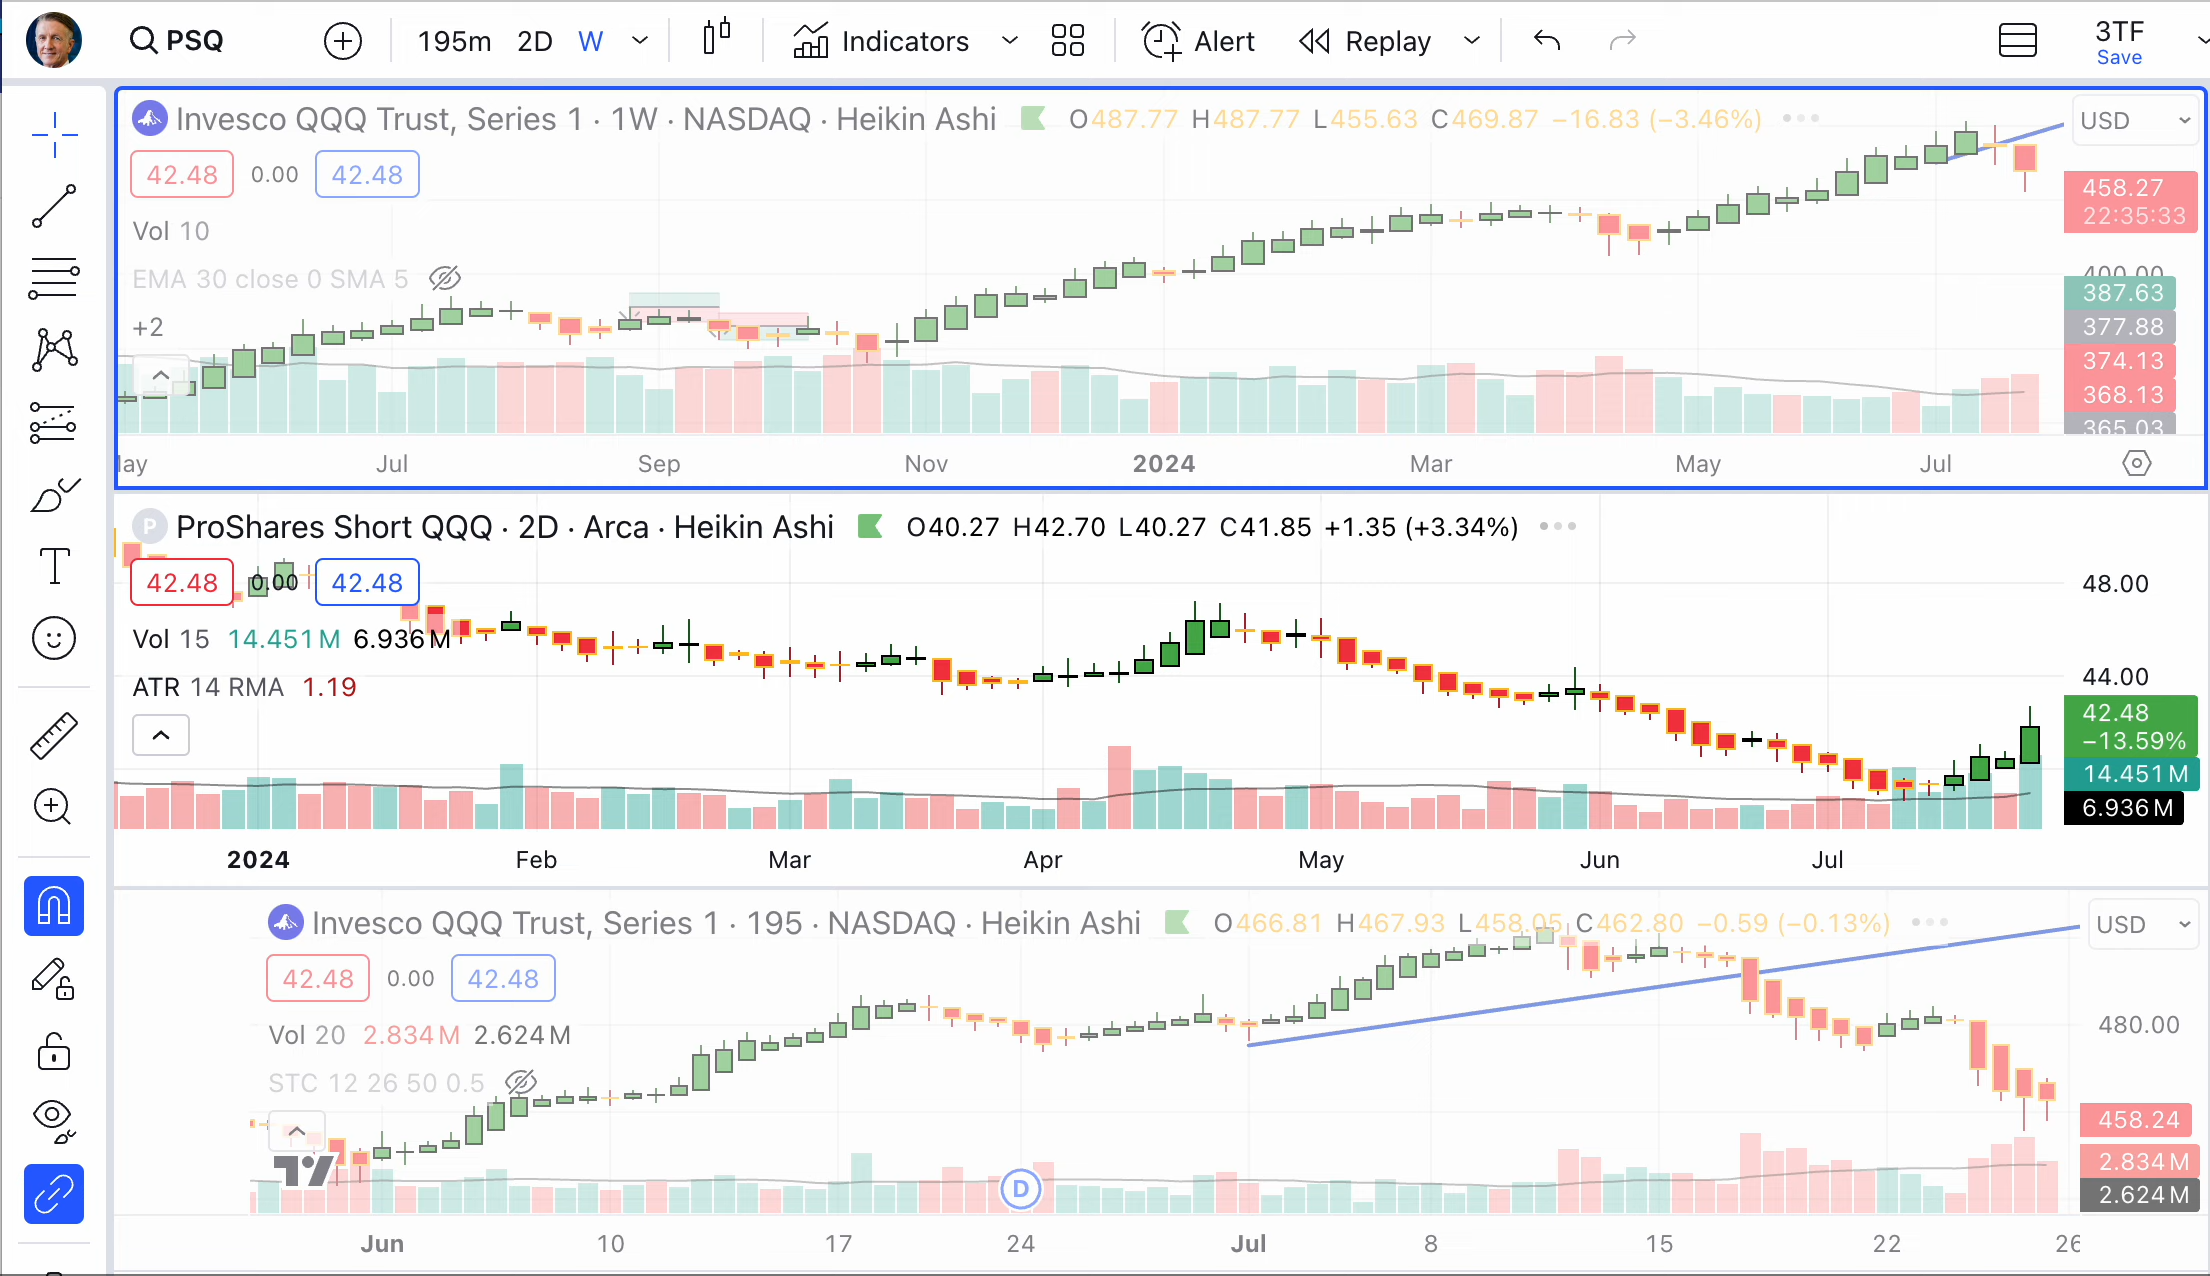 PSQ 195m 2D W Indicators Alert Replay 3TF
Save
Invesco QQQ Trust, Series 1 · 1W · NASDAQ · Heikin Ashi O487.77 H487.77 L455.63 C469.87 −16.83 (−3.46%) USD
42.48 0.00 42.48
458.27
22:35:33
Vol 10
400.00
EMA 30 close 0 SMA 5
387.63
+2
377.88
374.13
368.13
365.03
Jul Sep Nov 2024 Mar May Jul
P ProShares Short QQQ · 2D · Arca · Heikin Ashi O40.27 H42.70 L40.27 C41.85 +1.35 (+3.34%)
42.48 0.00 42.48
48.00
Vol 15 14.451 M 6.936 M
ATR 14 RMA 1.19
44.00
42.48
−13.59%
14.451 M
6.936 M
2024 Feb Mar Apr May Jun Jul
Invesco QQQ Trust, Series 1 · 195 · NASDAQ · Heikin Ashi O466.81 H467.93 L458.05 C462.80 −0.59 (−0.13%) USD
42.48 0.00 42.48
Vol 20 2.834 M 2.624 M
480.00
STC 12 26 50 0.5
458.24
2.834 M
D
2.624 M
Jun 10 17 24 Jul 8 15 22 26